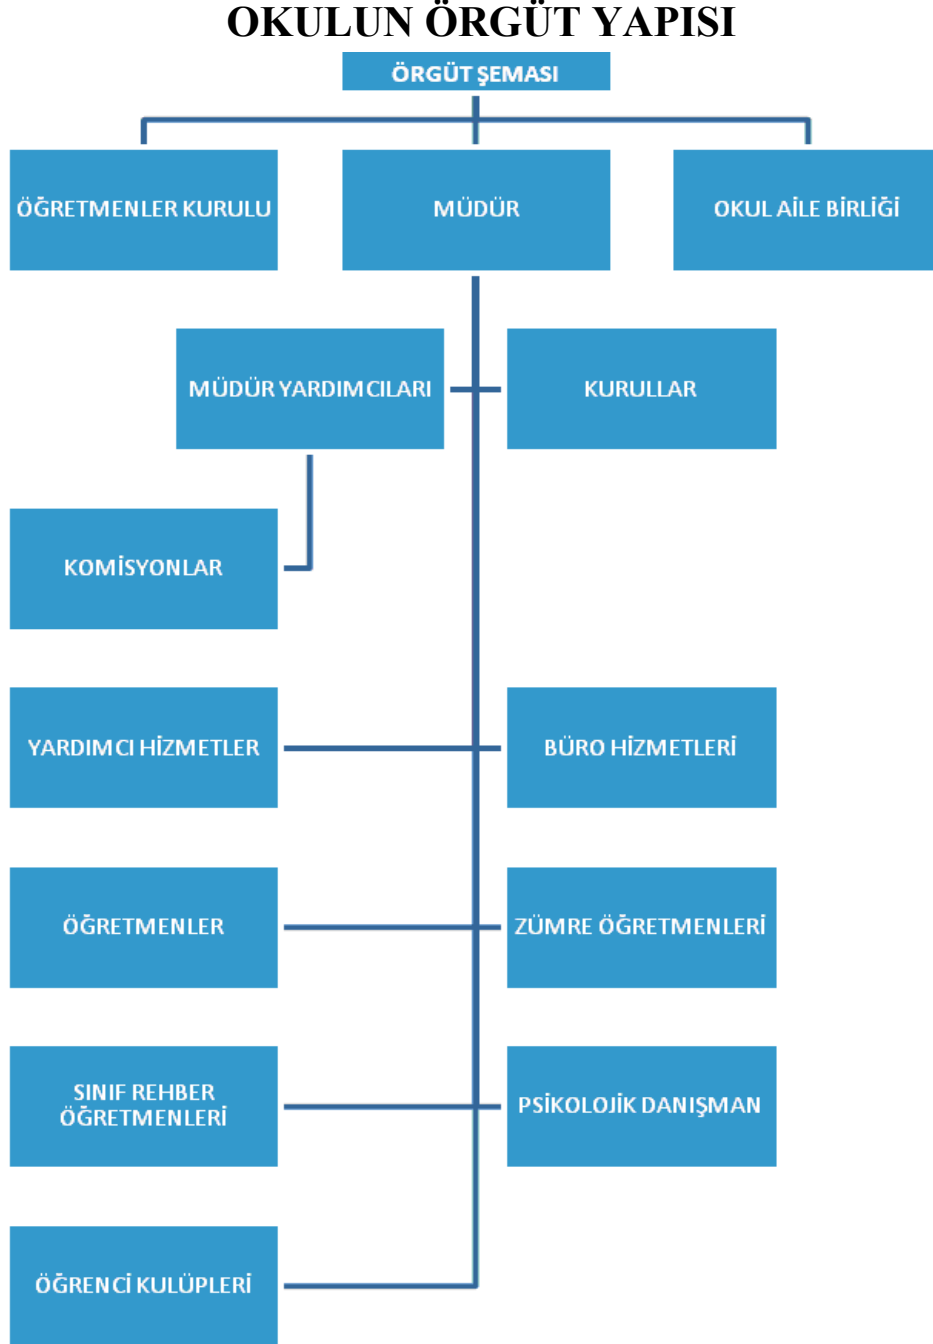 OKULUN ÖRGÜT YAPISI
ÖRGÜT ŞEMASI
ÖĞRETMENLER KURULU
MÜDÜR
OKUL AİLE BİRLİĞİ
MÜDÜR YARDIMCILARI
KURULLAR
KOMİSYONLAR
YARDIMCI HİZMETLER
BÜRO HİZMETLERİ
ÖĞRETMENLER
ZÜMRE ÖĞRETMENLERİ
SINIF REHBER
ÖĞRETMENLERİ
PSİKOLOJİK DANIŞMAN
ÖĞRENCİ KULÜPLERİ